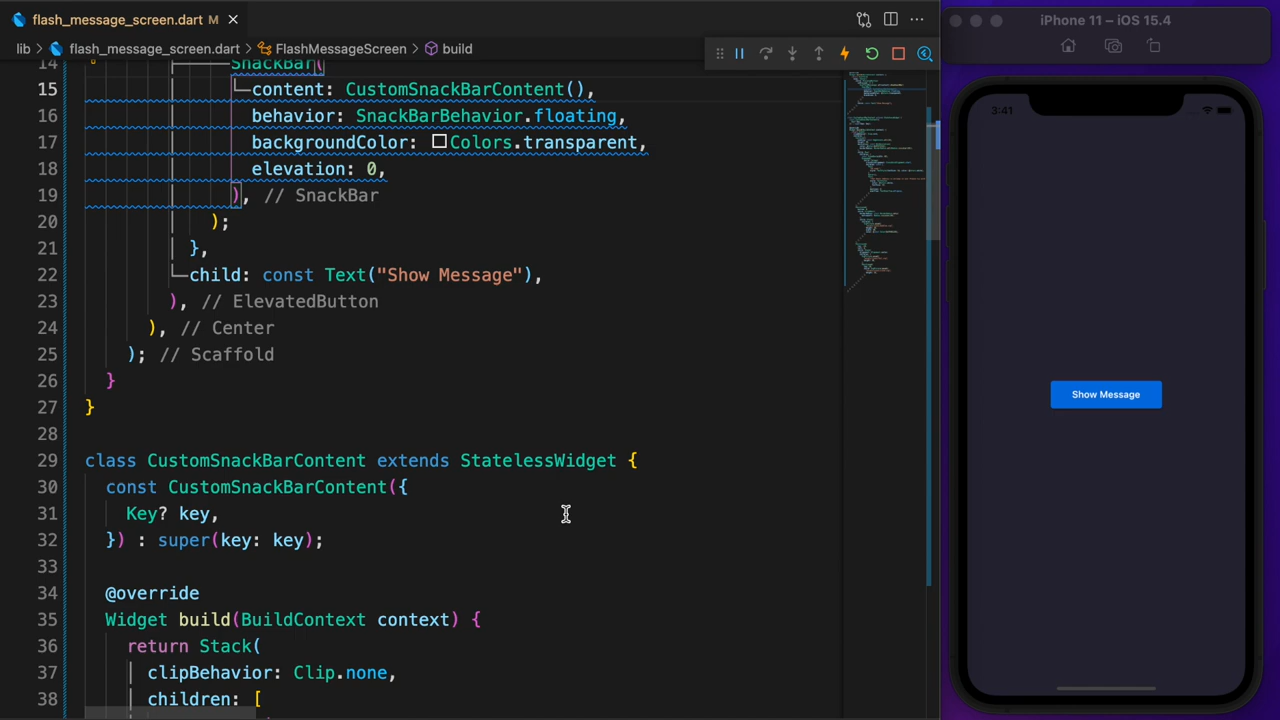 flash_message_screen.dart M
lib > flash_message_screen.dart > FlashMessageScreen > build
14 SnackBar(
15 content: CustomSnackBarContent(),
16 behavior: SnackBarBehavior.floating,
17 backgroundColor: Colors.transparent,
18 elevation: 0,
19 ), // SnackBar
20 );
21 },
22 child: const Text("Show Message"),
23 ), // ElevatedButton
24 ), // Center
25 ); // Scaffold
26 }
27 }
28
29 class CustomSnackBarContent extends StatelessWidget {
30 const CustomSnackBarContent({
31 Key? key,
32 }) : super(key: key);
33
34 @override
35 Widget build(BuildContext context) {
36 return Stack(
37 clipBehavior: Clip.none,
38 children: [
iPhone 11 – iOS 15.4
3:41
Show Message